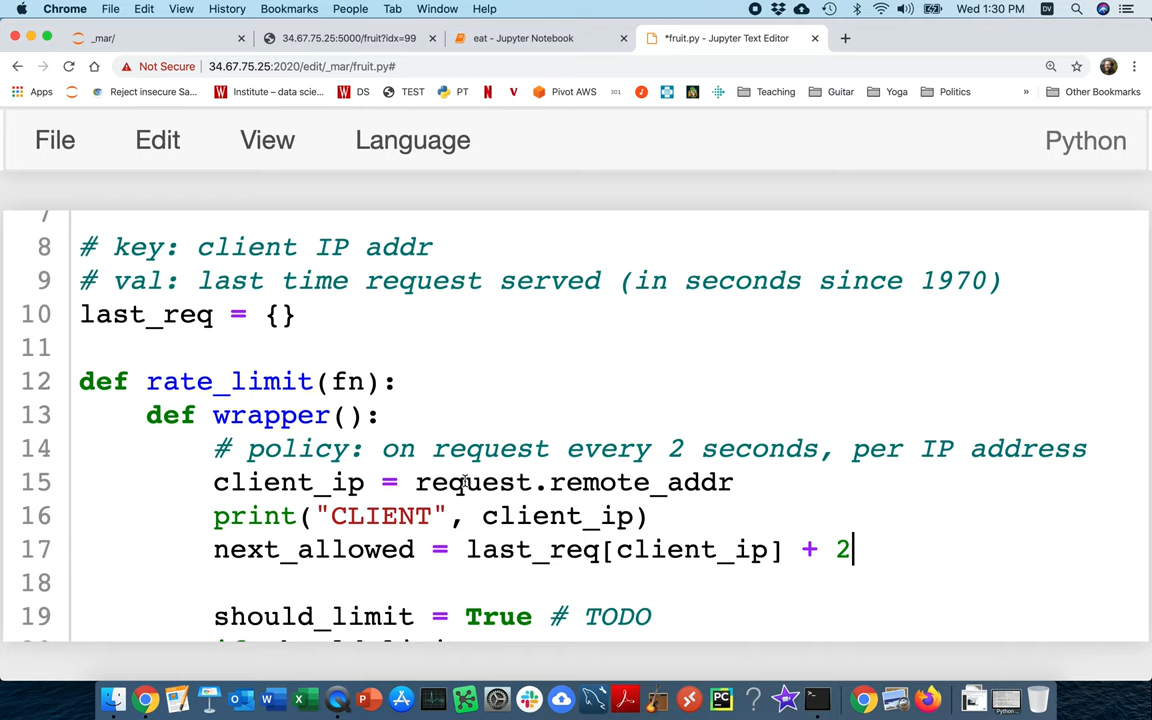 Chrome File Edit View History Bookmarks People Tab Window Help Wed 1:30 PM DV
_mar/ 34.67.75.25:5000/fruit?idx=99 eat - Jupyter Notebook *fruit.py - Jupyter Text Editor
Not Secure 34.67.75.25:2020/edit/_mar/fruit.py#
Apps Reject insecure Sa... Institute – data scie... DS TEST PT Pivot AWS Teaching Guitar Yoga Politics » Other Bookmarks
File Edit View Language Python
7
8 # key: client IP addr
9 # val: last time request served (in seconds since 1970)
10 last_req = {}
11
12 def rate_limit(fn):
13 def wrapper():
14 # policy: on request every 2 seconds, per IP address
15 client_ip = request.remote_addr
16 print("CLIENT", client_ip)
17 next_allowed = last_req[client_ip] + 2
18
19 should_limit = True # TODO